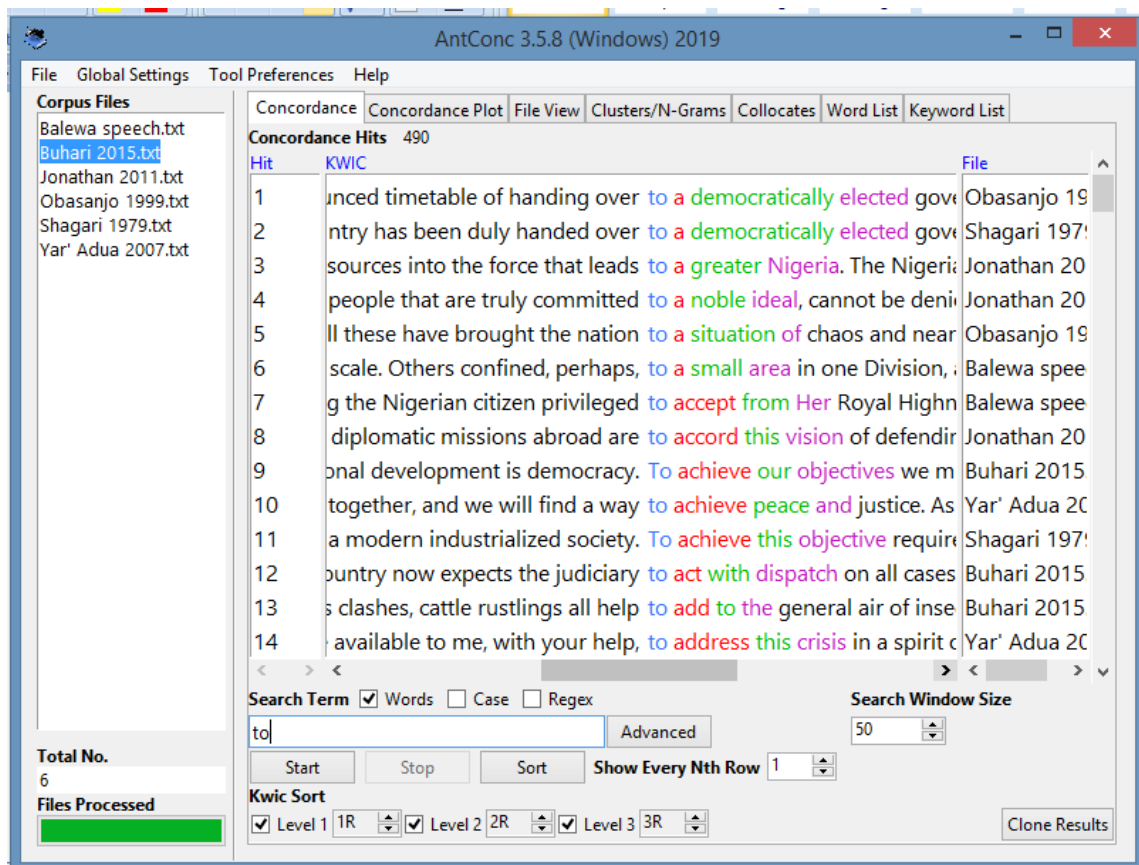 AntConc 3.5.8 (Windows) 2019
File Global Settings Tool Preferences Help
Corpus Files
Balewa speech.txt
Buhari 2015.txt
Jonathan 2011.txt
Obasanjo 1999.txt
Shagari 1979.txt
Yar' Adua 2007.txt
Total No.
6
Files Processed
Concordance Concordance Plot File View Clusters/N-Grams Collocates Word List Keyword List
Concordance Hits 490
Hit KWIC File
1 unced timetable of handing over to a democratically elected gove Obasanjo 19
2 ntry has been duly handed over to a democratically elected gove Shagari 197
3 sources into the force that leads to a greater Nigeria. The Nigeria Jonathan 20
4 people that are truly committed to a noble ideal, cannot be deni Jonathan 20
5 ll these have brought the nation to a situation of chaos and near Obasanjo 19
6 scale. Others confined, perhaps, to a small area in one Division, Balewa spee
7 g the Nigerian citizen privileged to accept from Her Royal Highn Balewa spee
8 diplomatic missions abroad are to accord this vision of defendin Jonathan 20
9 onal development is democracy. To achieve our objectives we m Buhari 2015
10 together, and we will find a way to achieve peace and justice. As Yar' Adua 20
11 a modern industrialized society. To achieve this objective require Shagari 197
12 ountry now expects the judiciary to act with dispatch on all cases Buhari 2015
13 s clashes, cattle rustlings all help to add to the general air of inse Buhari 2015
14 available to me, with your help, to address this crisis in a spirit Yar' Adua 20
Search Term Words Case Regex Search Window Size
to Advanced 50
Start Stop Sort Show Every Nth Row 1
Kwic Sort
Level 1 1R Level 2 2R Level 3 3R Clone Results